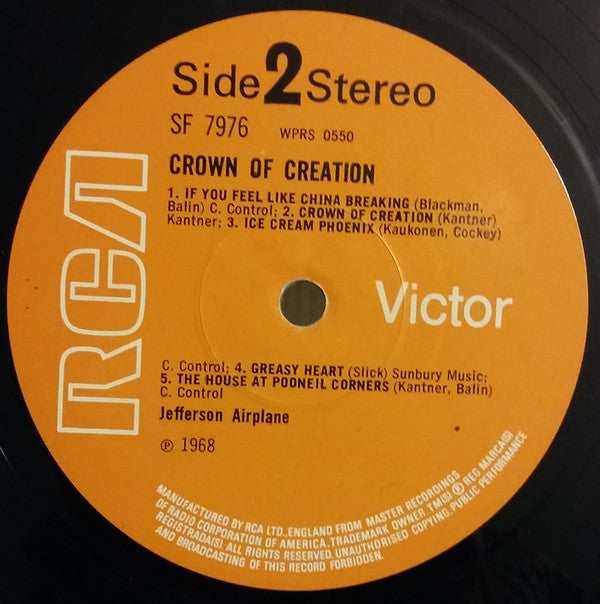 Side 2 Stereo
SF 7976 WPRS 0550
CROWN OF CREATION
1. IF YOU FEEL LIKE CHINA BREAKING (Blackman,
Balin) C. Control; 2. CROWN OF CREATION (Kantner)
Kantner; 3. ICE CREAM PHOENIX (Kaukonen, Cockey)
RCA
Victor
C. Control; 4. GREASY HEART (Slick) Sunbury Music;
5. THE HOUSE AT POONEIL CORNERS (Kantner, Balin)
C. Control
Jefferson Airplane
℗ 1968
MANUFACTURED BY RCA LTD., ENGLAND FROM MASTER RECORDINGS
OF RADIO CORPORATION OF AMERICA. TRADEMARK OWNER. TM(S) ® REG MARCA(S)
REGISTRADA(S) ALL RIGHTS RESERVED. UNAUTHORISED COPYING, PUBLIC PERFORMANCE
AND BROADCASTING OF THIS RECORD FORBIDDEN.